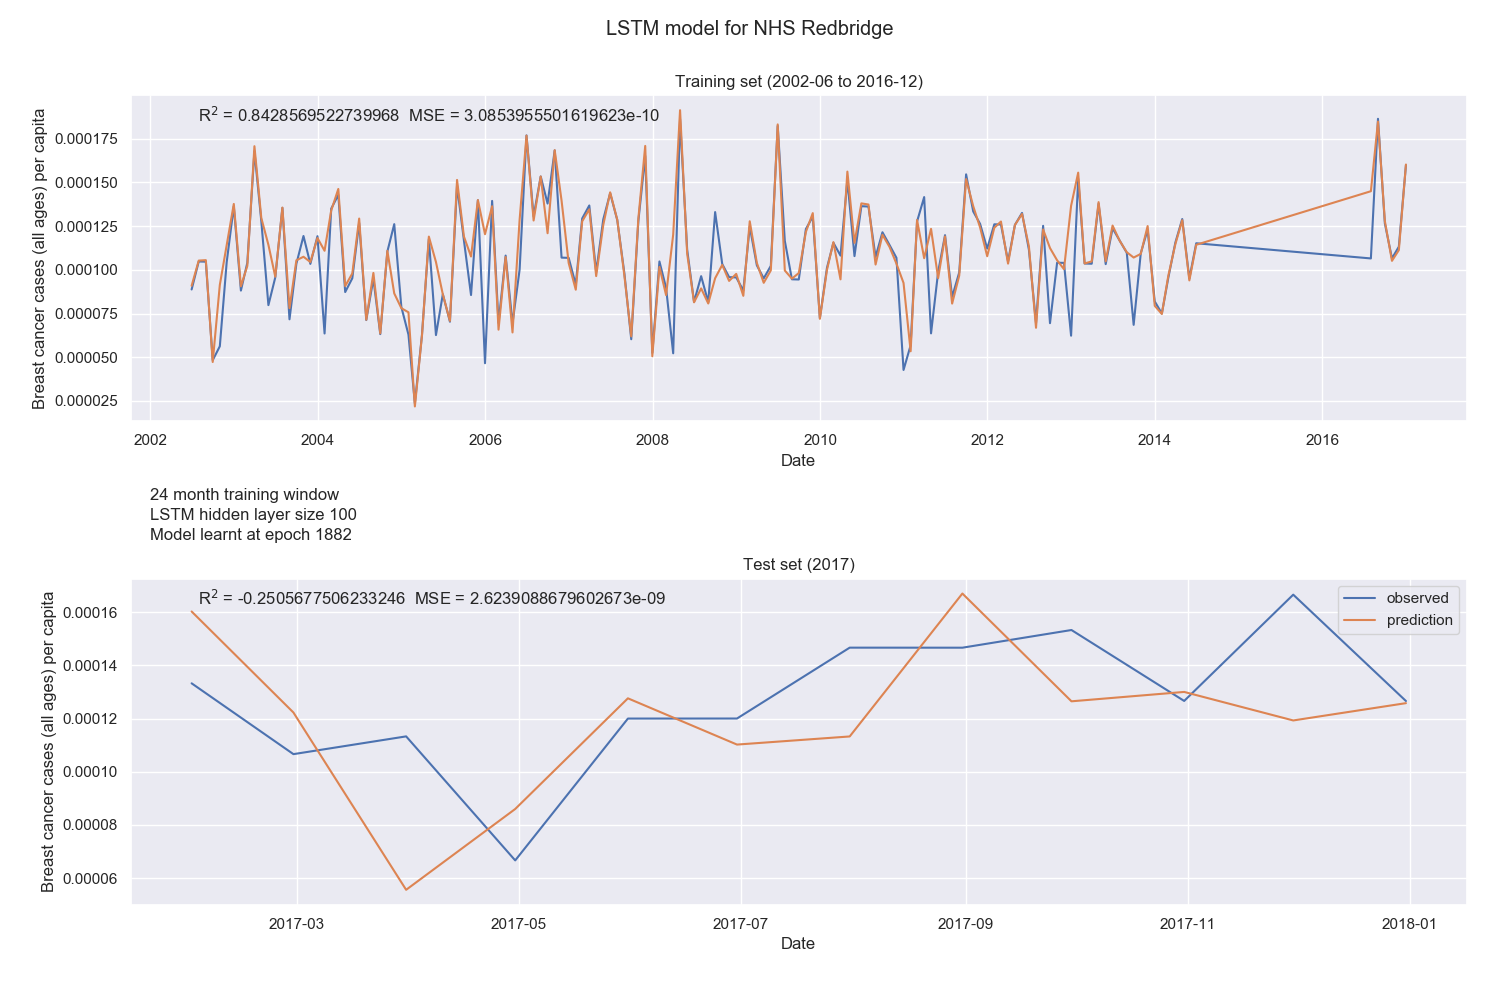 LSTM model for NHS Redbridge
Training set (2002-06 to 2016-12)
R² = 0.8428569522739968 MSE = 3.0853955501619623e-10
Breast cancer cases (all ages) per capita
0.000175
0.000150
0.000125
0.000100
0.000075
0.000050
0.000025
2002 2004 2006 2008 2010 2012 2014 2016
Date
24 month training window
LSTM hidden layer size 100
Model learnt at epoch 1882
Test set (2017)
R² = -0.2505677506233246 MSE = 2.6239088679602673e-09
observed
prediction
Breast cancer cases (all ages) per capita
0.00016
0.00014
0.00012
0.00010
0.00008
0.00006
2017-03 2017-05 2017-07 2017-09 2017-11 2018-01
Date